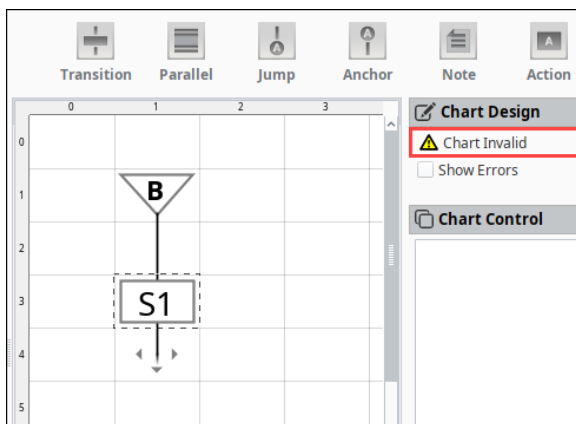 Transition Parallel Jump Anchor Note Action
A A A
0 1 2 3
Chart Design
0
Chart Invalid
Show Errors
1 B
Chart Control
2
3 S1
4
5